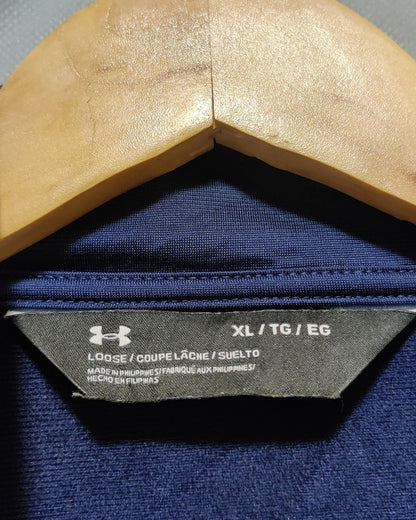 XL / TG / EG
LOOSE / COUPE LÂCHE / SUELTO
MADE IN PHILIPPINES/ FABRIQUÉ AUX PHILIPPINES/
HECHO EN FILIPINAS